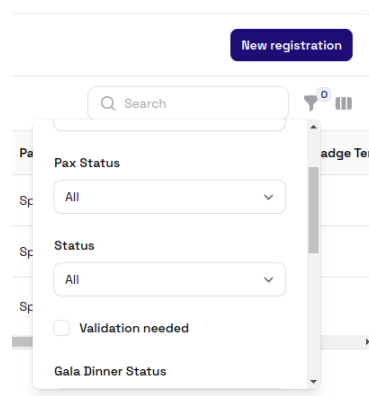 New registration
Search
0
Pa
adge Te
Pax Status
All
Sp
Status
Sp
All
Sp
Validation needed
Gala Dinner Status